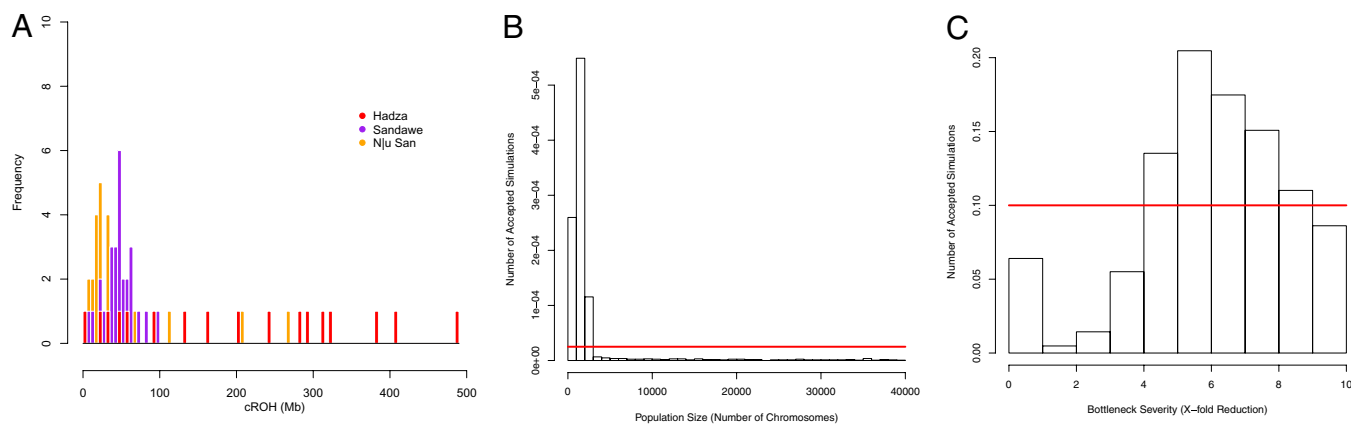 A
Frequency
10
8
6
4
2
0
Hadza
Sandawe
N|u San
0 100 200 300 400 500
cROH (Mb)
B
Number of Accepted Simulations
5e−04
4e−04
3e−04
2e−04
1e−04
0e+00
0 10000 20000 30000 40000
Population Size (Number of Chromosomes)
C
Number of Accepted Simulations
0.20
0.15
0.10
0.05
0.00
0 2 4 6 8 10
Bottleneck Severity (X−fold Reduction)